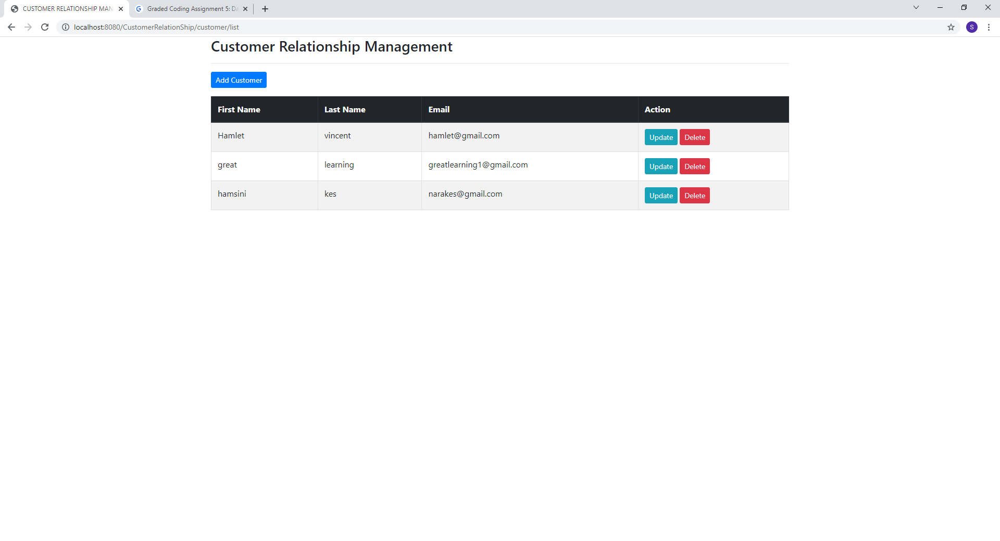 CUSTOMER RELATIONSHIP MAN
Graded Coding Assignment 5: Da
localhost:8080/CustomerRelationShip/customer/list
S
Customer Relationship Management
Add Customer
First Name Last Name Email Action
Hamlet vincent hamlet@gmail.com Update Delete
great learning greatlearning1@gmail.com Update Delete
hamsini kes narakes@gmail.com Update Delete